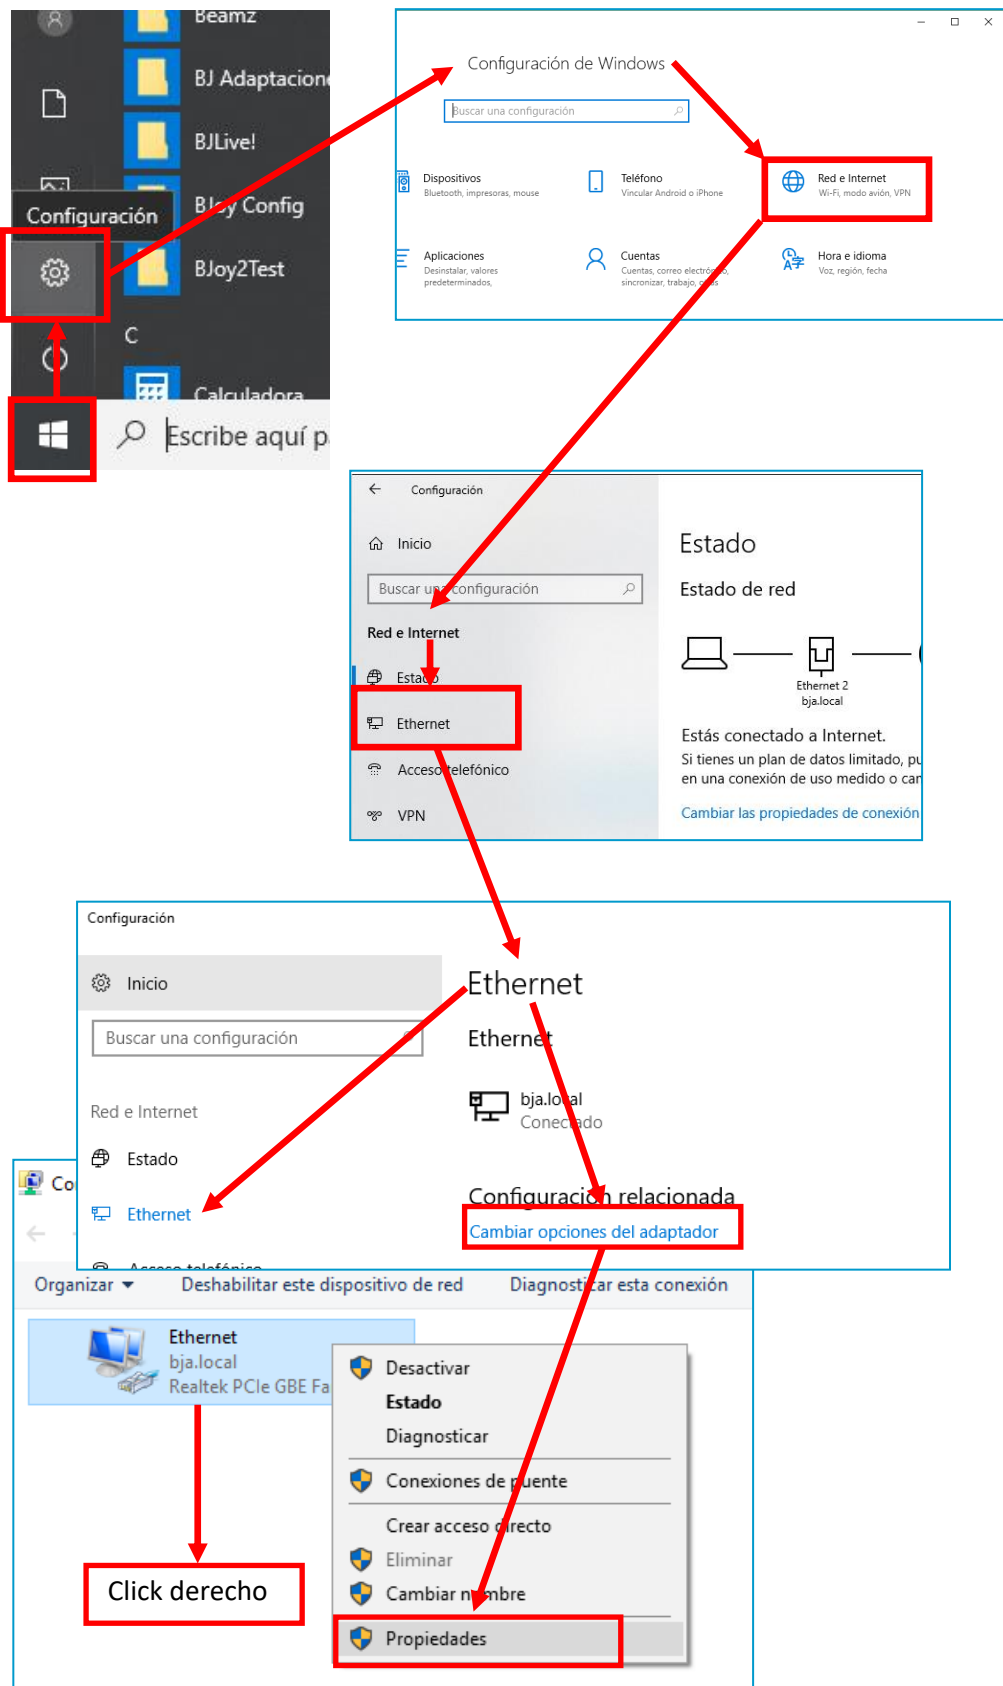 Beamz
BJ Adaptacione
BJLive!
Configuración
BJoy Config
BJoy2Test
C
Calculadora
Escribe aquí p
Configuración de Windows
Buscar una configuración
Dispositivos
Bluetooth, impresoras, mouse
Teléfono
Vincular Android o iPhone
Red e Internet
Wi-Fi, modo avión, VPN
Aplicaciones
Desinstalar, valores
predeterminados,
Cuentas
Cuentas, correo electrónico,
sincronizar, trabajo, otras
Hora e idioma
Voz, región, fecha
Configuración
Inicio
Buscar una configuración
Red e Internet
Estado
Ethernet
Acceso telefónico
VPN
Estado
Estado de red
Ethernet 2
bja.local
Estás conectado a Internet.
Si tienes un plan de datos limitado, pu
en una conexión de uso medido o car
Cambiar las propiedades de conexión
Configuración
Inicio
Buscar una configuración
Red e Internet
Estado
Ethernet
Acceso telefónico
Ethernet
Ethernet
bja.local
Conectado
Configuración relacionada
Cambiar opciones del adaptador
Co
Organizar Deshabilitar este dispositivo de red Diagnosticar esta conexión
Ethernet
bja.local
Realtek PCIe GBE Fa
Desactivar
Estado
Diagnosticar
Conexiones de puente
Crear acceso directo
Eliminar
Cambiar nombre
Propiedades
Click derecho